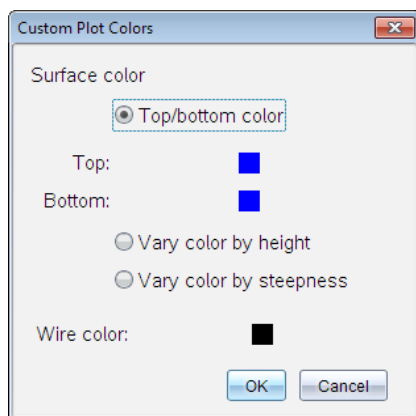 Custom Plot Colors
Surface color
Top/bottom color
Top:
Bottom:
Vary color by height
Vary color by steepness
Wire color:
OK Cancel